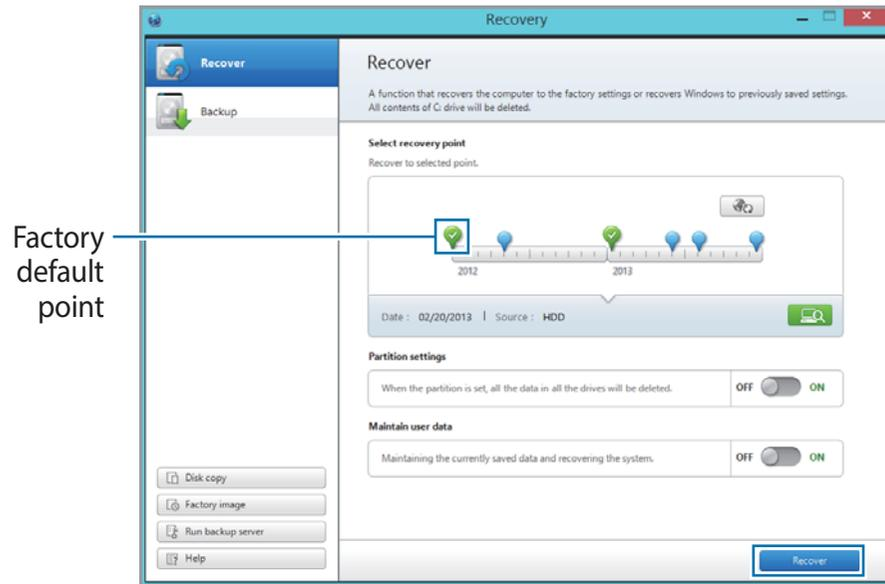 Recovery
Recover
Backup
Recover
A function that recovers the computer to the factory settings or recovers Windows to previously saved settings.
All contents of C: drive will be deleted.
Select recovery point
Recover to selected point.
Factory
default
point
2012
2013
Date : 02/20/2013 | Source : HDD
Partition settings
When the partition is set, all the data in all the drives will be deleted.
OFF ON
Maintain user data
Maintaining the currently saved data and recovering the system.
OFF ON
Disk copy
Factory image
Run backup server
Help
Recover